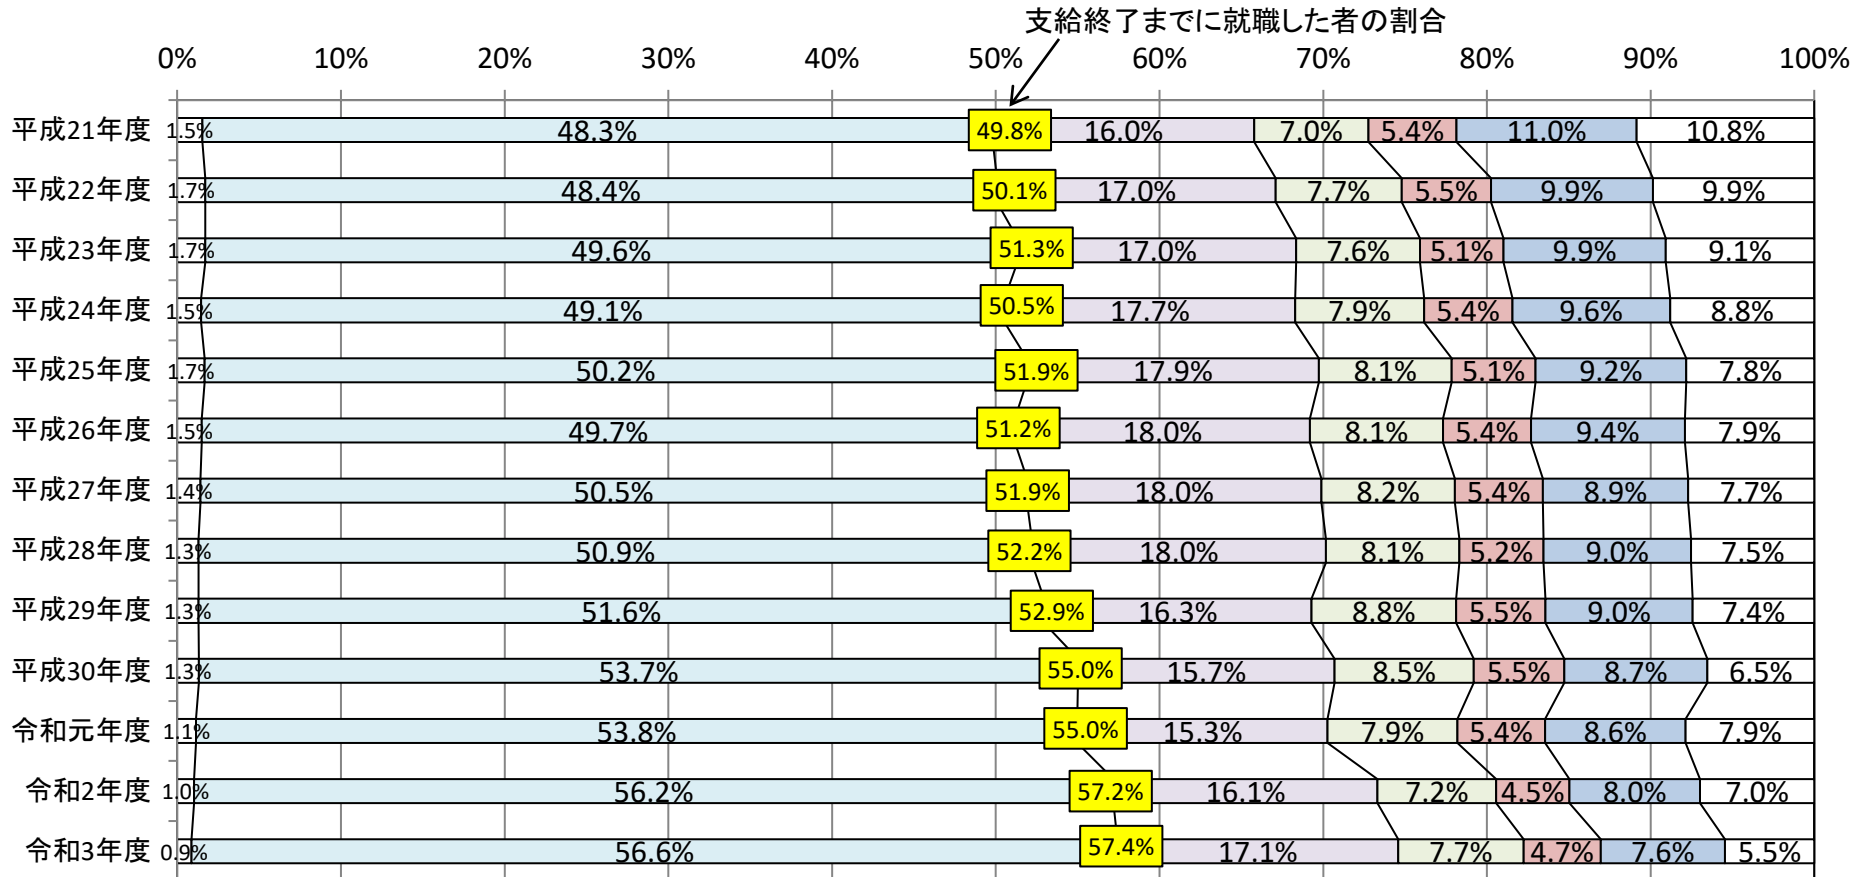 支給終了までに就職した者の割合
0% 10% 20% 30% 40% 50% 60% 70% 80% 90% 100%
平成21年度 1.5% 48.3% 49.8% 16.0% 7.0% 5.4% 11.0% 10.8%
平成22年度 1.7% 48.4% 50.1% 17.0% 7.7% 5.5% 9.9% 9.9%
平成23年度 1.7% 49.6% 51.3% 17.0% 7.6% 5.1% 9.9% 9.1%
平成24年度 1.5% 49.1% 50.5% 17.7% 7.9% 5.4% 9.6% 8.8%
平成25年度 1.7% 50.2% 51.9% 17.9% 8.1% 5.1% 9.2% 7.8%
平成26年度 1.5% 49.7% 51.2% 18.0% 8.1% 5.4% 9.4% 7.9%
平成27年度 1.4% 50.5% 51.9% 18.0% 8.2% 5.4% 8.9% 7.7%
平成28年度 1.3% 50.9% 52.2% 18.0% 8.1% 5.2% 9.0% 7.5%
平成29年度 1.3% 51.6% 52.9% 16.3% 8.8% 5.5% 9.0% 7.4%
平成30年度 1.3% 53.7% 55.0% 15.7% 8.5% 5.5% 8.7% 6.5%
令和元年度 1.1% 53.8% 55.0% 15.3% 7.9% 5.4% 8.6% 7.9%
令和2年度 1.0% 56.2% 57.2% 16.1% 7.2% 4.5% 8.0% 7.0%
令和3年度 0.9% 56.6% 57.4% 17.1% 7.7% 4.7% 7.6% 5.5%